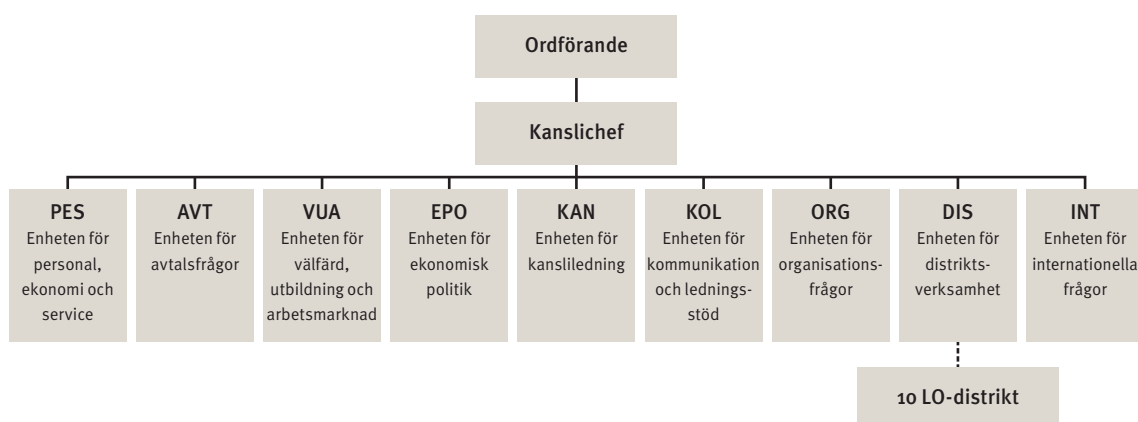 Ordförande
Kanslichef
PES
Enheten för
personal,
ekonomi och
service
AVT
Enheten för
avtalsfrågor
VUA
Enheten för
välfärd,
utbildning och
arbetsmarknad
EPO
Enheten för
ekonomisk
politik
KAN
Enheten för
kansliledning
KOL
Enheten för
kommunikation
och lednings-
stöd
ORG
Enheten för
organisations-
frågor
DIS
Enheten för
distrikts-
verksamhet
INT
Enheten för
internationella
frågor
10 LO-distrikt